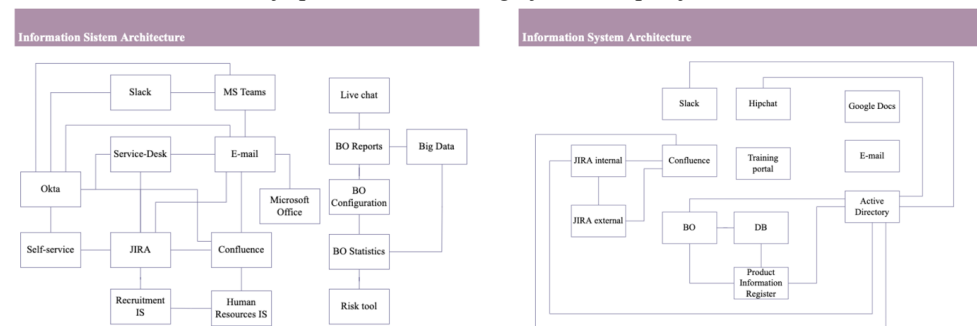 Information Sistem Architecture
Slack
MS Teams
Live chat
Service-Desk
E-mail
BO Reports
Big Data
Okta
Microsoft
Office
BO
Configuration
Self-service
JIRA
Confluence
BO Statistics
Recruitment
IS
Human
Resources IS
Risk tool
Information System Architecture
Slack
Hipchat
Google Docs
JIRA internal
Confluence
Training
portal
E-mail
JIRA external
Active
Directory
BO
DB
Product
Information
Register